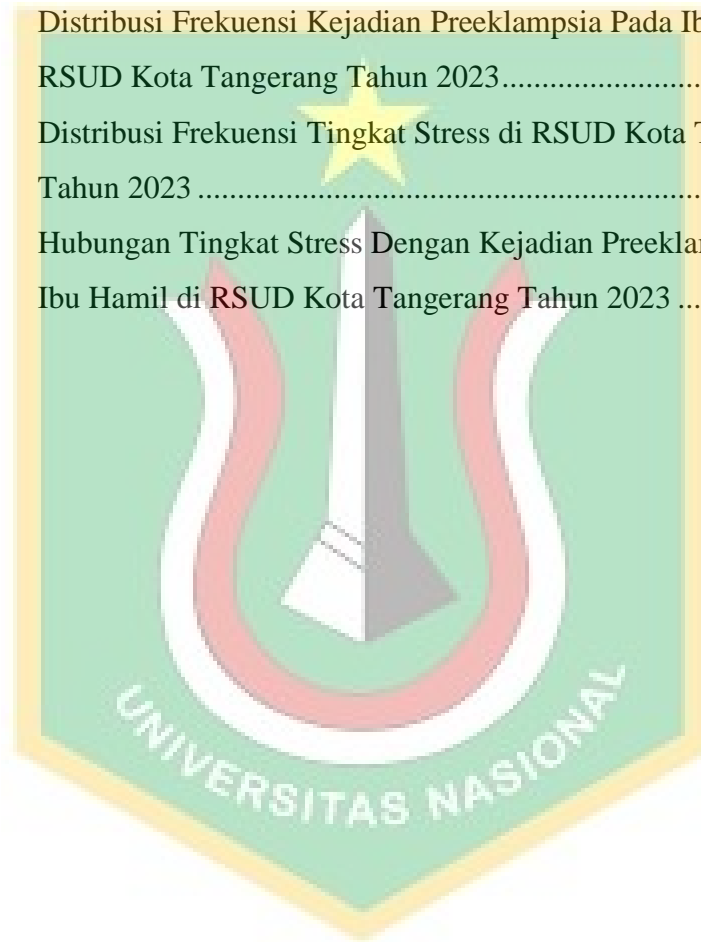 Distribusi Frekuensi Kejadian Preeklampsia Pada Ib
RSUD Kota Tangerang Tahun 2023......................
Distribusi Frekuensi Tingkat Stress di RSUD Kota T
Tahun 2023 .......................................................................
Hubungan Tingkat Stress Dengan Kejadian Preeklam
Ibu Hamil di RSUD Kota Tangerang Tahun 2023 ...
UNIVERSITAS NASIONAL